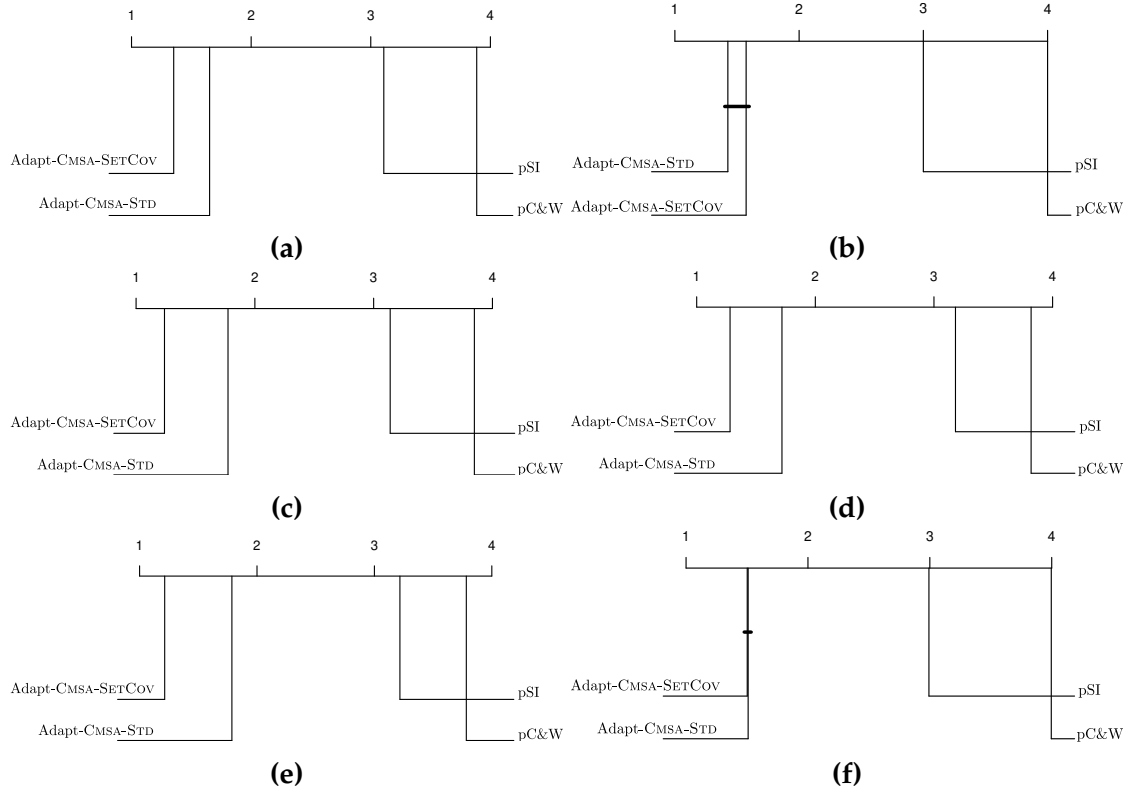 1 2 3 4
Adapt-CMSA-SETCOV
pSI
Adapt-CMSA-STD
pC&W
(a)
1 2 3 4
Adapt-CMSA-STD
pSI
Adapt-CMSA-SETCOV
pC&W
(b)
1 2 3 4
Adapt-CMSA-SETCOV
pSI
Adapt-CMSA-STD
pC&W
(c)
1 2 3 4
Adapt-CMSA-SETCOV
pSI
Adapt-CMSA-STD
pC&W
(d)
1 2 3 4
Adapt-CMSA-SETCOV
pSI
Adapt-CMSA-STD
pC&W
(e)
1 2 3 4
Adapt-CMSA-SETCOV
pSI
Adapt-CMSA-STD
pC&W
(f)